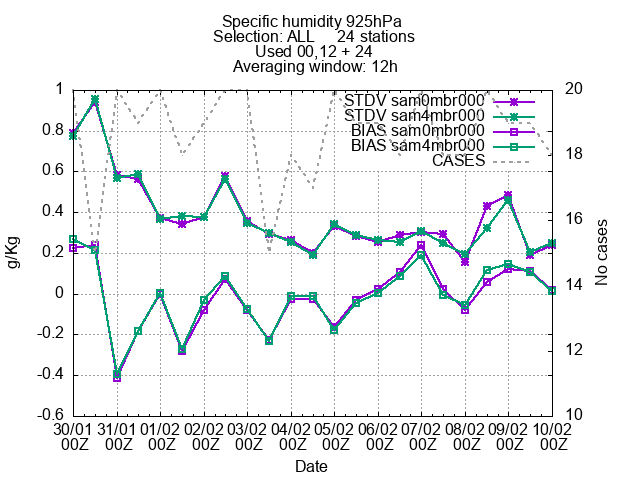 Specific humidity 925hPa
Selection: ALL 24 stations
Used 00,12 + 24
Averaging window: 12h
STDV sam0mbr000
STDV sam4mbr000
BIAS sam0mbr000
BIAS sam4mbr000
CASES
g/Kg
1
0.8
0.6
0.4
0.2
0
-0.2
-0.4
-0.6
No cases
20
18
16
14
12
10
30/01 31/01 01/02 02/02 03/02 04/02 05/02 06/02 07/02 08/02 09/02 10/02
00Z 00Z 00Z 00Z 00Z 00Z 00Z 00Z 00Z 00Z 00Z 00Z
Date